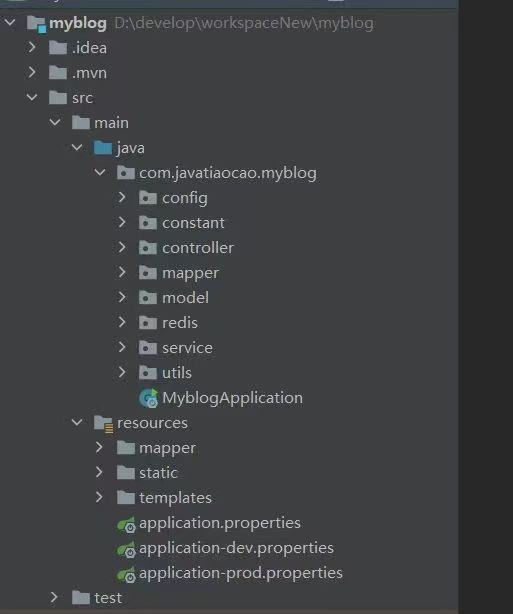 myblog D:\develop\workspaceNew\myblog
.idea
.mvn
src
main
java
com.javatiaocao.myblog
config
constant
controller
mapper
model
redis
service
utils
MyblogApplication
resources
mapper
static
templates
application.properties
application-dev.properties
application-prod.properties
test